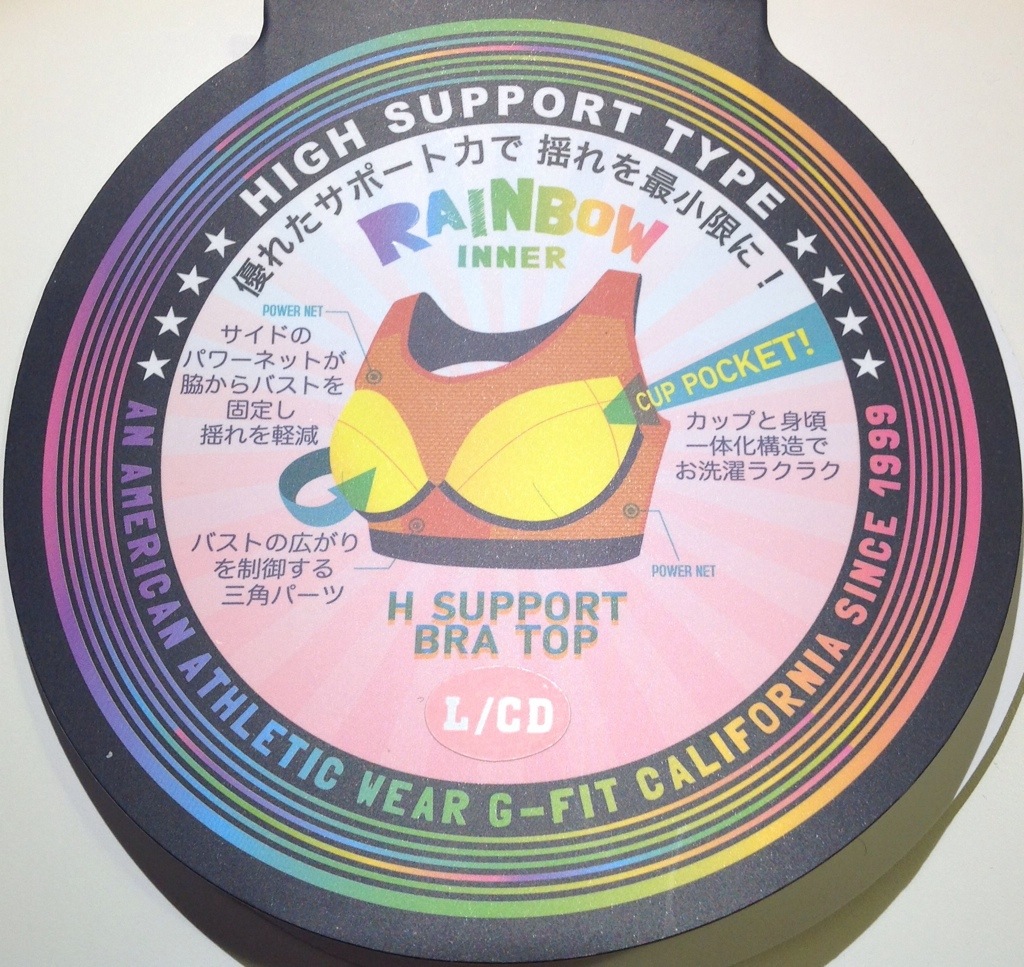 HIGH SUPPORT TYPE
優れたサポート力で 揺れを最小限に!
RAINBOW
INNER
POWER NET
サイドの
パワーネットが
脇からバストを
固定し
揺れを軽減
CUP POCKET!
カップと身頃
一体化構造で
お洗濯ラクラク
バストの広がり
を制御する
三角パーツ
POWER NET
H SUPPORT
BRA TOP
L/CD
AN AMERICAN ATHLETIC WEAR G-FIT CALIFORNIA SINCE 1999